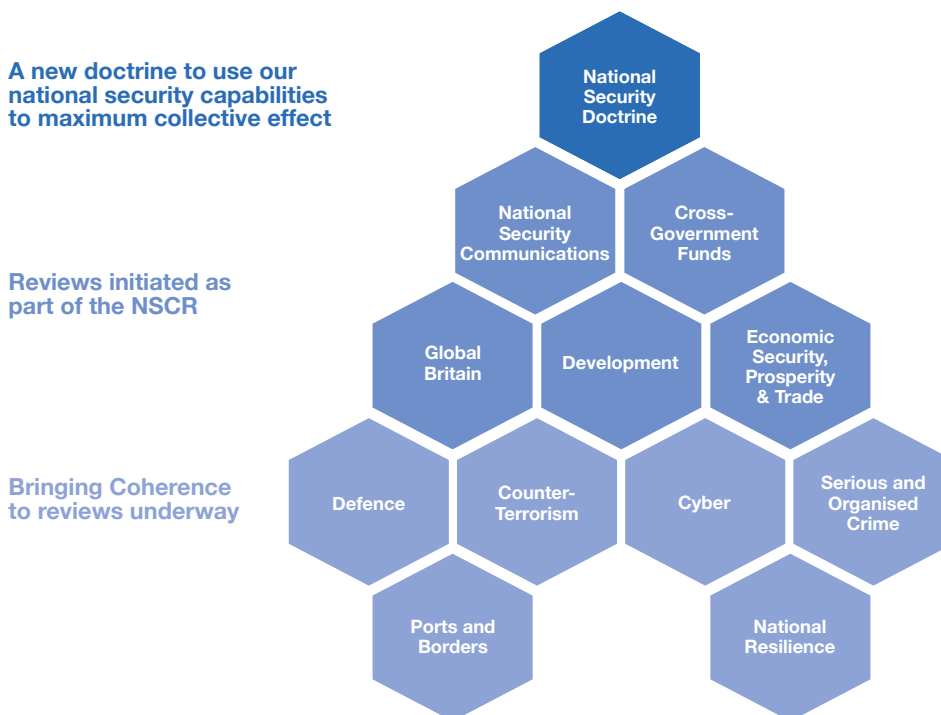 A new doctrine to use our
national security capabilities
to maximum collective effect
National
Security
Doctrine
National
Security
Communications
Cross-
Government
Funds
Reviews initiated as
part of the NSCR
Global
Britain
Development
Economic
Security,
Prosperity
& Trade
Bringing Coherence
to reviews underway
Defence
Counter-
Terrorism
Cyber
Serious and
Organised
Crime
Ports and
Borders
National
Resilience